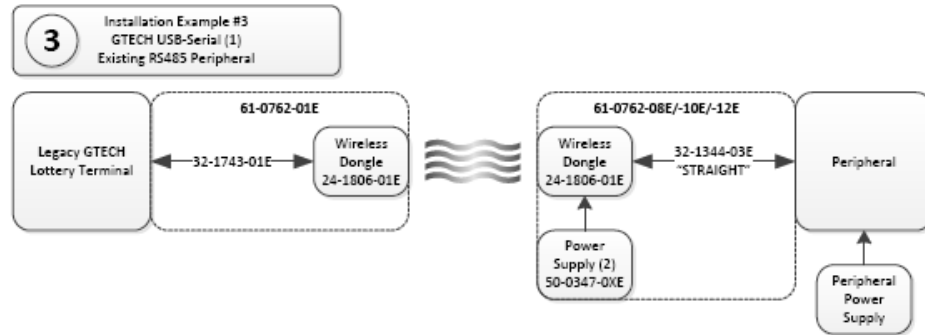 3
Installation Example #3
GTECH USB-Serial (1)
Existing RS485 Peripheral
61-0762-01E
Legacy GTECH
Lottery Terminal
32-1743-01E
Wireless
Dongle
24-1806-01E
61-0762-08E/-10E/-12E
Wireless
Dongle
24-1806-01E
32-1344-03E
"STRAIGHT"
Peripheral
Power
Supply (2)
50-0347-0XE
Peripheral
Power
Supply